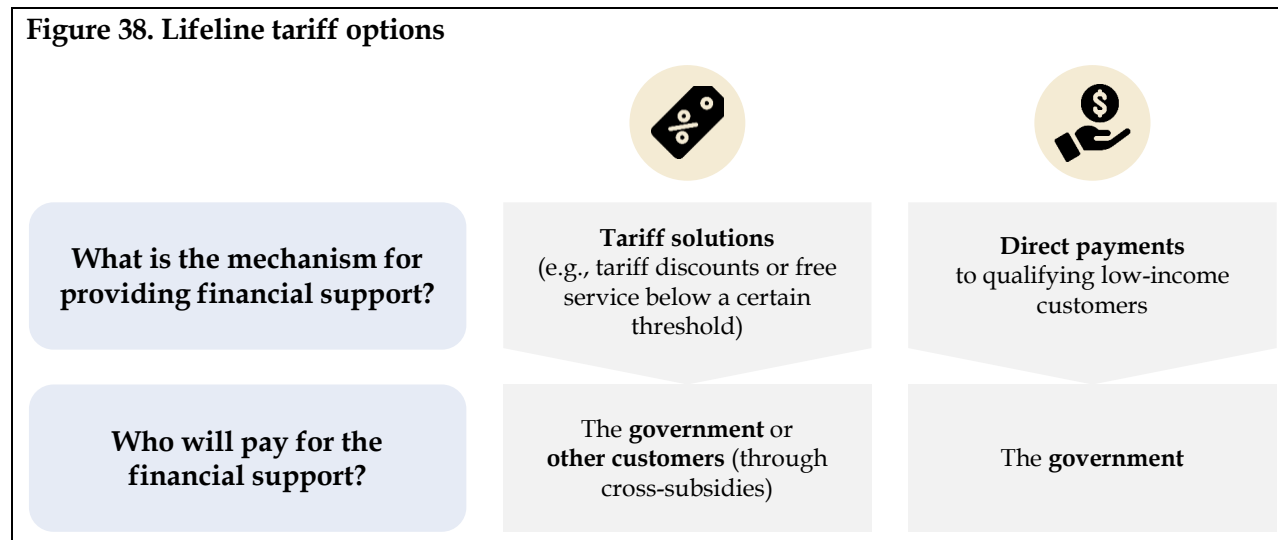 Figure 38. Lifeline tariff options
%
$
What is the mechanism for
providing financial support?
Tariff solutions
(e.g., tariff discounts or free
service below a certain
threshold)
Direct payments
to qualifying low-income
customers
Who will pay for the
financial support?
The government or
other customers (through
cross-subsidies)
The government